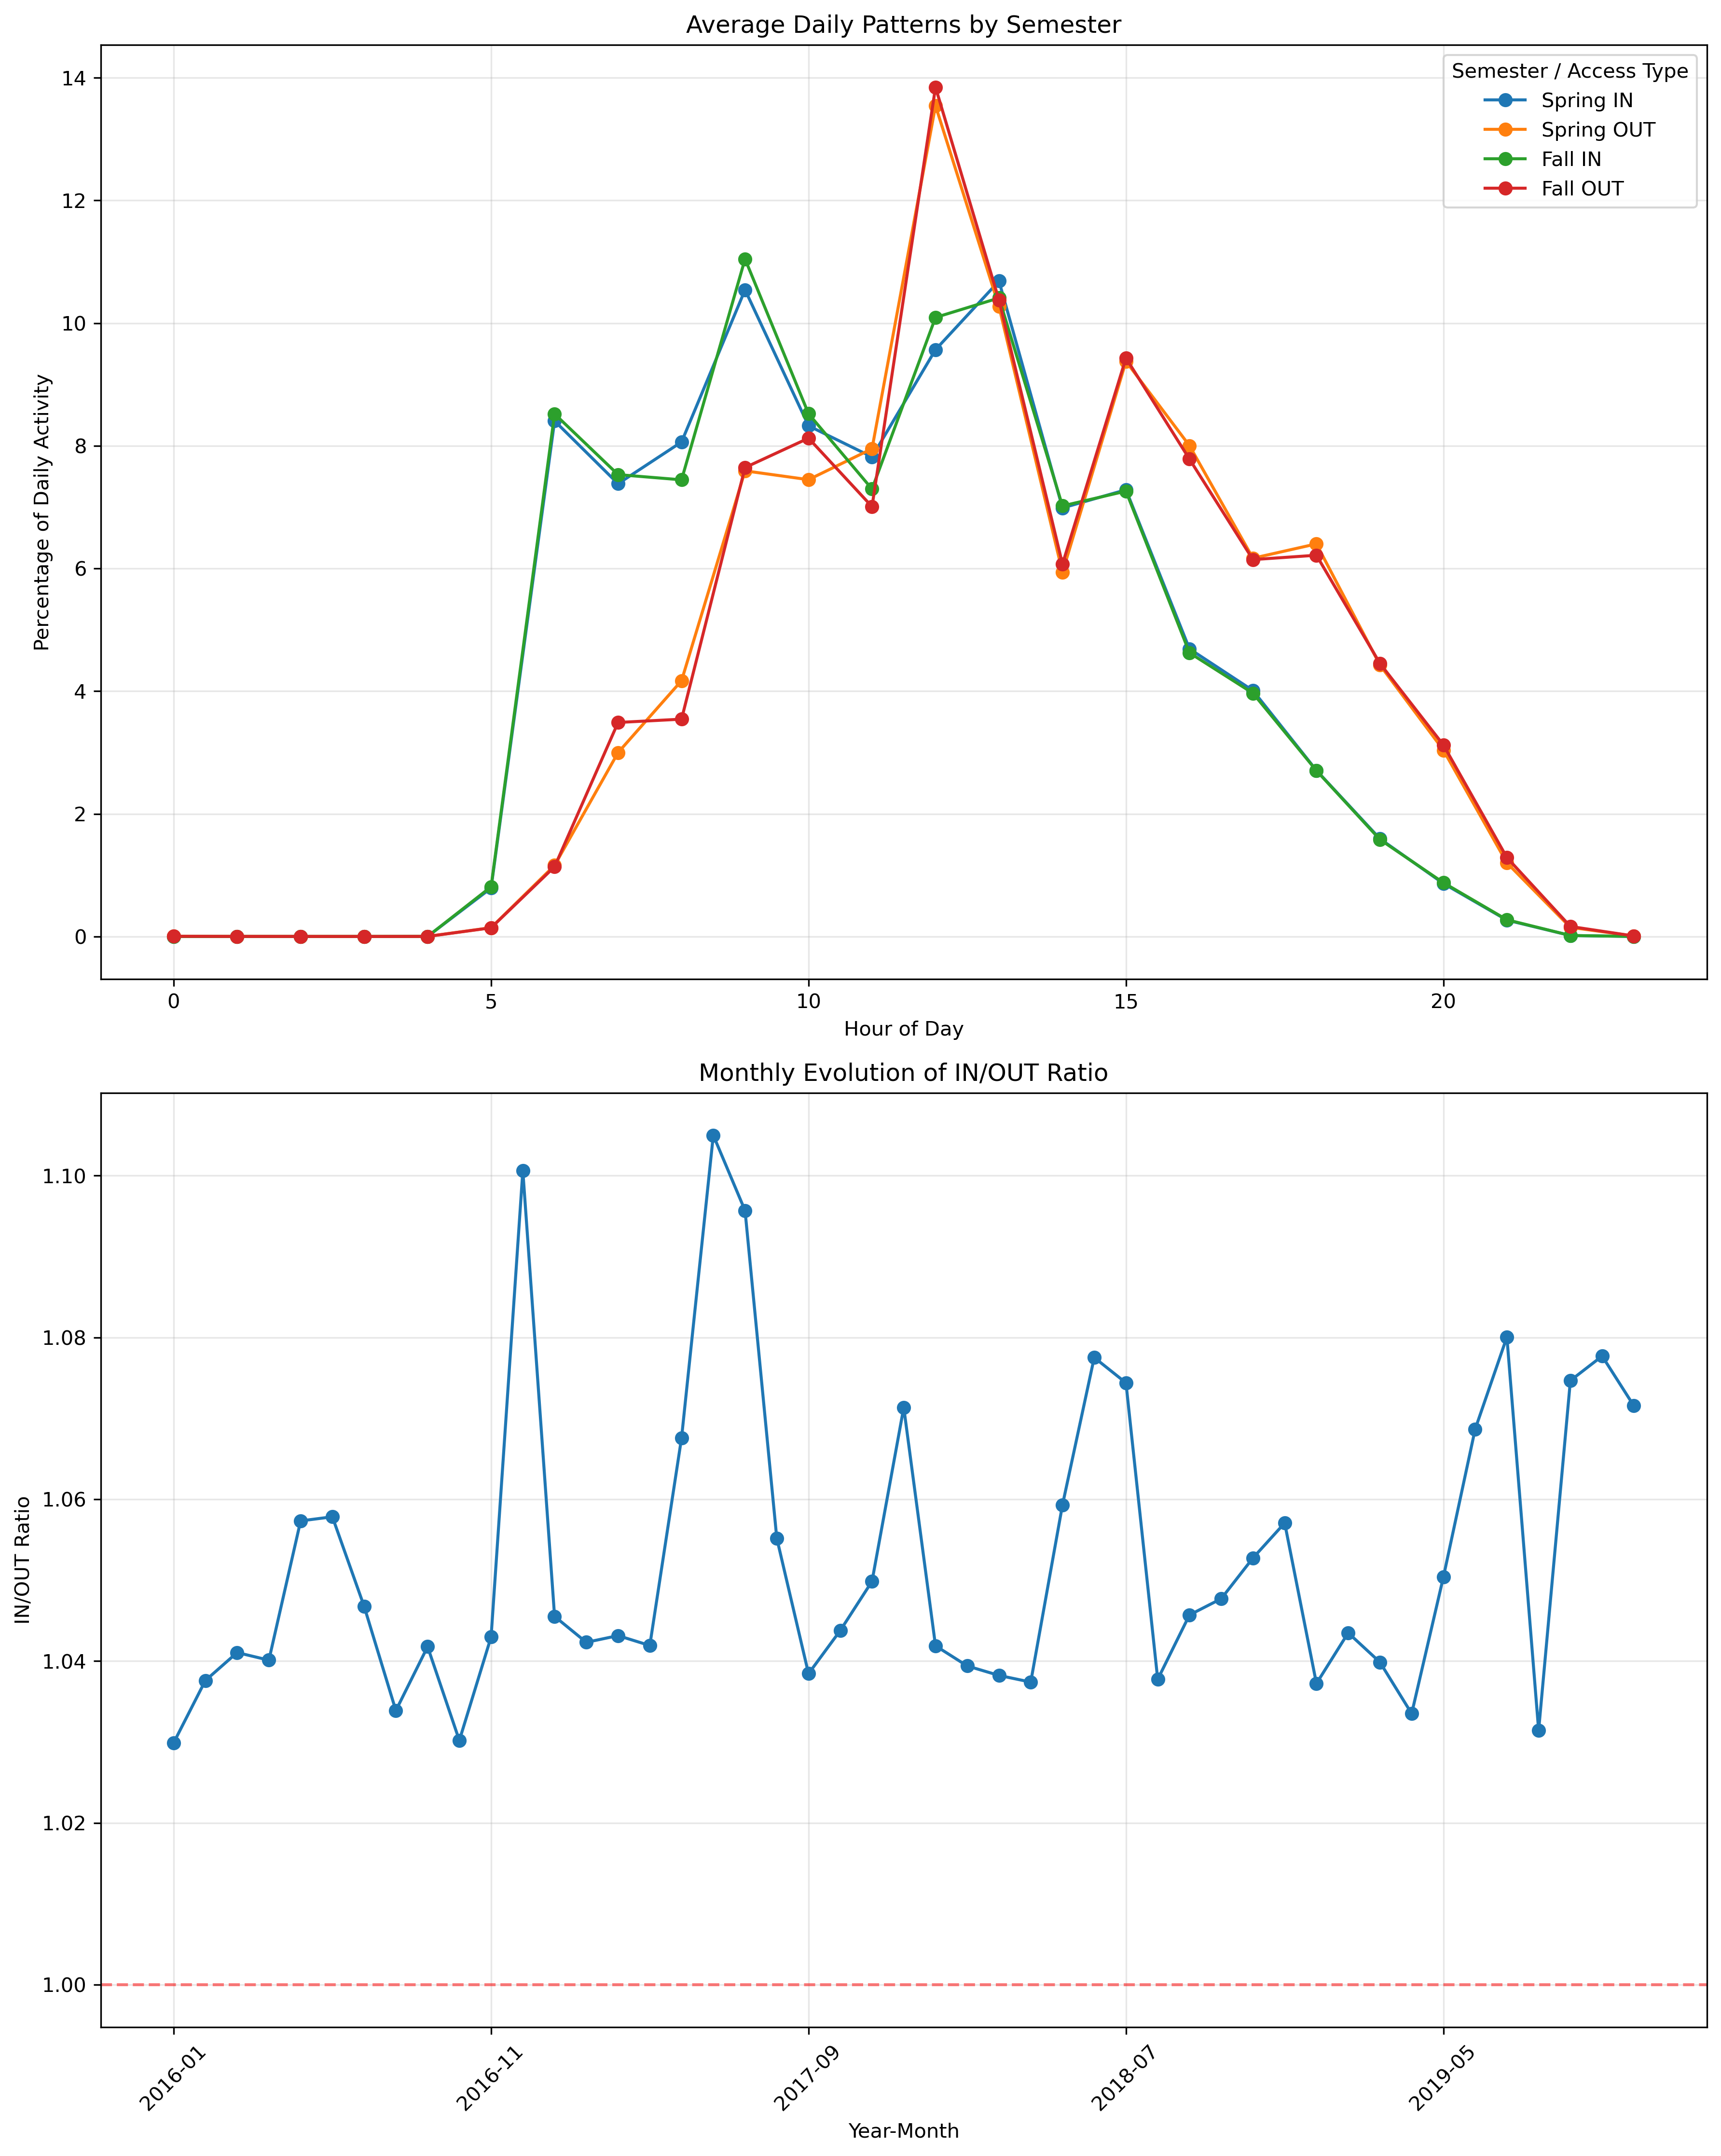 Average Daily Patterns by Semester
Percentage of Daily Activity
14
12
10
8
6
4
2
0
Semester / Access Type
Spring IN
Spring OUT
Fall IN
Fall OUT
0 5 10 15 20
Hour of Day
Monthly Evolution of IN/OUT Ratio
IN/OUT Ratio
1.10
1.08
1.06
1.04
1.02
1.00
2016-01 2016-11 2017-09 2018-07 2019-05
Year-Month